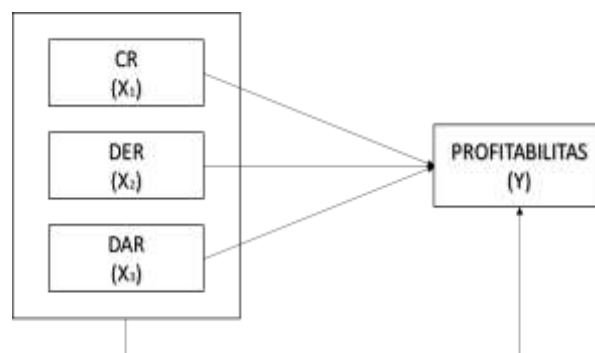 CR
(X₁)
DER
(X₂)
DAR
(X₃)
PROFITABILITAS
(Y)